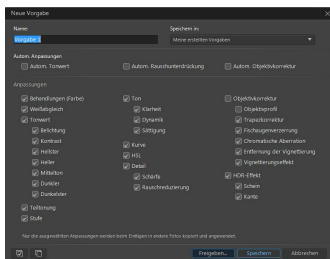 Neue Vorgabe
Name:
Speichern in:
Vorgabe 1
Meine erstellten Vorgaben
Autom. Anpassungen
Autom. Tonwert
Autom. Rauschunterdrückung
Autom. Objektivkorrektur
Anpassungen
Behandlungen (Farbe)
Weißabgleich
Tonwert
Belichtung
Kontrast
Hellster
Heller
Mittelton
Dunkler
Dunkelster
Teiltonung
Stufe
Ton
Klarheit
Dynamik
Sättigung
Kurve
HSL
Detail
Schärfe
Rauschreduzierung
Objektivkorrektur
Objektivprofil
Trapezkorrektur
Fischaugenverzerrung
Chromatische Aberration
Entfernung der Vignettierung
Vignettierungseffekt
HDR-Effekt
Schein
Kante
Nur die ausgewählten Anpassungen werden beim Einfügen in andere Fotos kopiert und angewendet.
Freigeben...
Speichern
Abbrechen